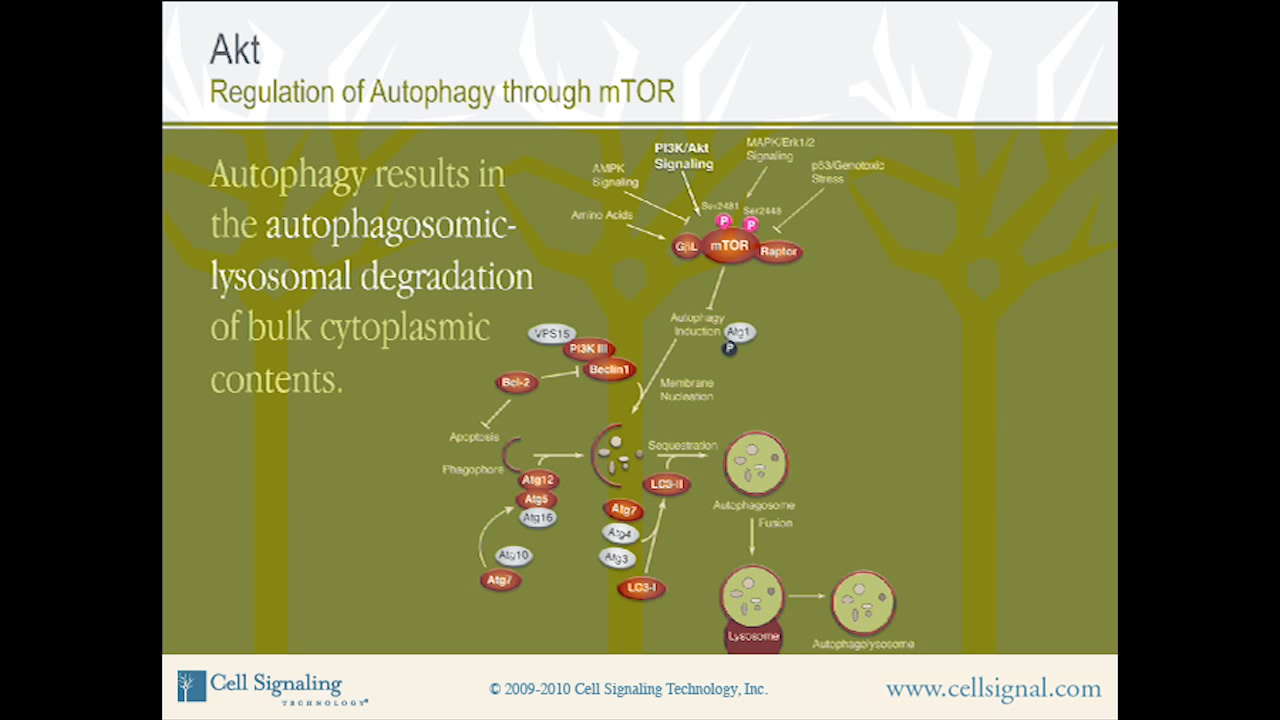 Akt
Regulation of Autophagy through mTOR
Autophagy results in
the autophagosomic-
lysosomal degradation
of bulk cytoplasmic
contents.
PI3K/Akt
Signaling
MAPK/Erk1/2
Signaling
AMPK
Signaling
p53/Genotoxic
Stress
Amino Acids
Ser2481
Ser2448
P
P
GβL
mTOR
Raptor
Autophagy
Induction
Atg1
P
VPS15
PI3K III
Beclin1
Bcl-2
Membrane
Nucleation
Apoptosis
Phagophore
Sequestration
Atg12
Atg5
Atg16
LC3-II
Atg7
Atg4
Atg3
Atg10
Atg7
LC3-I
Autophagosome
Fusion
Lysosome
Autophagolysosome
Cell Signaling
TECHNOLOGY®
© 2009-2010 Cell Signaling Technology, Inc.
www.cellsignal.com